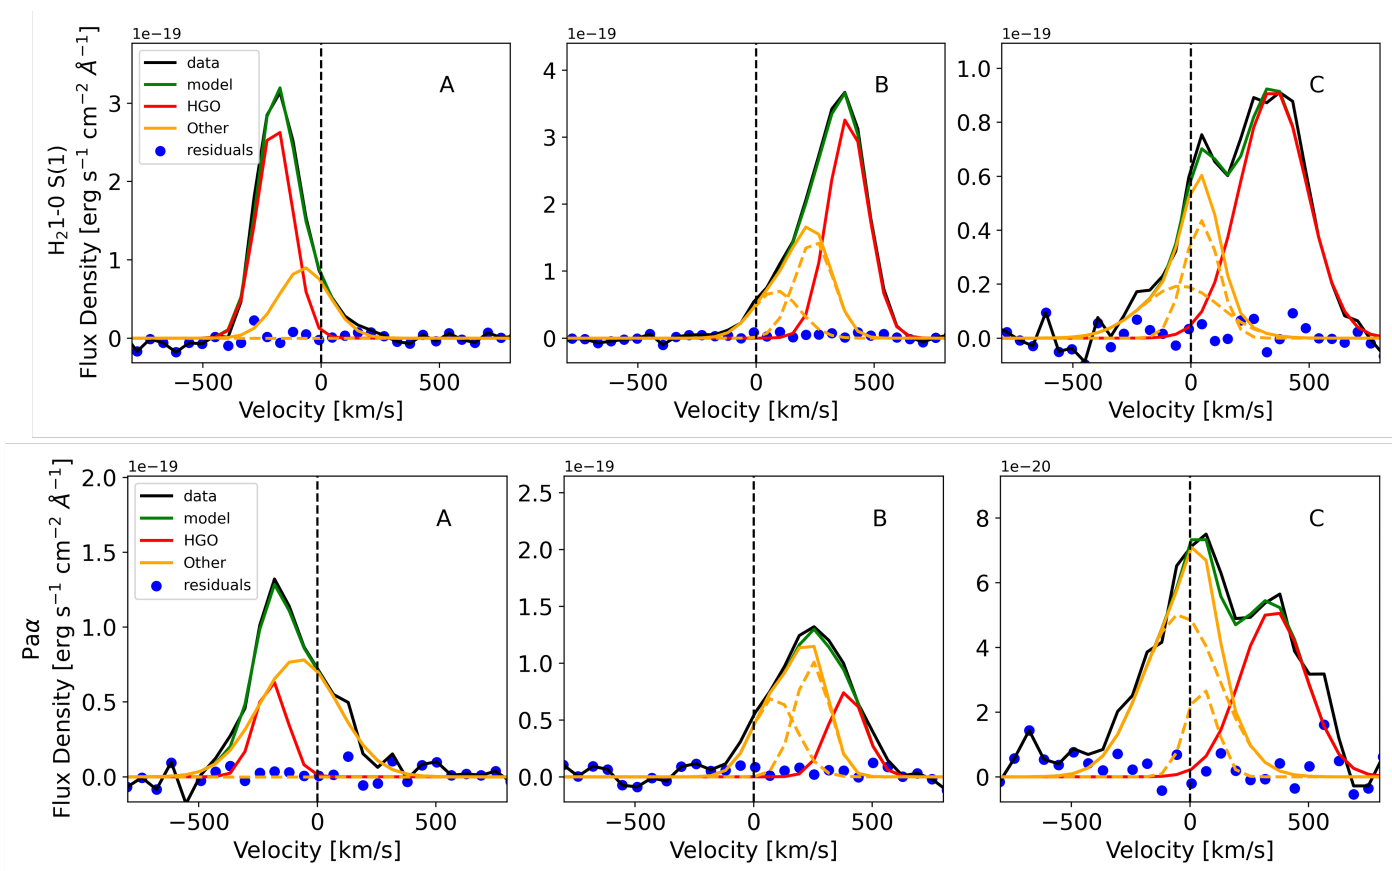 1e−19
H₂1-0 S(1)
Flux Density [erg s⁻¹ cm⁻² Å⁻¹]
3
2
1
0
data
model
HGO
Other
residuals
A
−500 0 500
Velocity [km/s]
1e−19
4
3
2
1
0
B
−500 0 500
Velocity [km/s]
1e−19
1.0
0.8
0.6
0.4
0.2
0.0
C
−500 0 500
Velocity [km/s]
1e−19
Paα
Flux Density [erg s⁻¹ cm⁻² Å⁻¹]
2.0
1.5
1.0
0.5
0.0
data
model
HGO
Other
residuals
A
−500 0 500
Velocity [km/s]
1e−19
2.5
2.0
1.5
1.0
0.5
0.0
B
−500 0 500
Velocity [km/s]
1e−20
8
6
4
2
0
C
−500 0 500
Velocity [km/s]